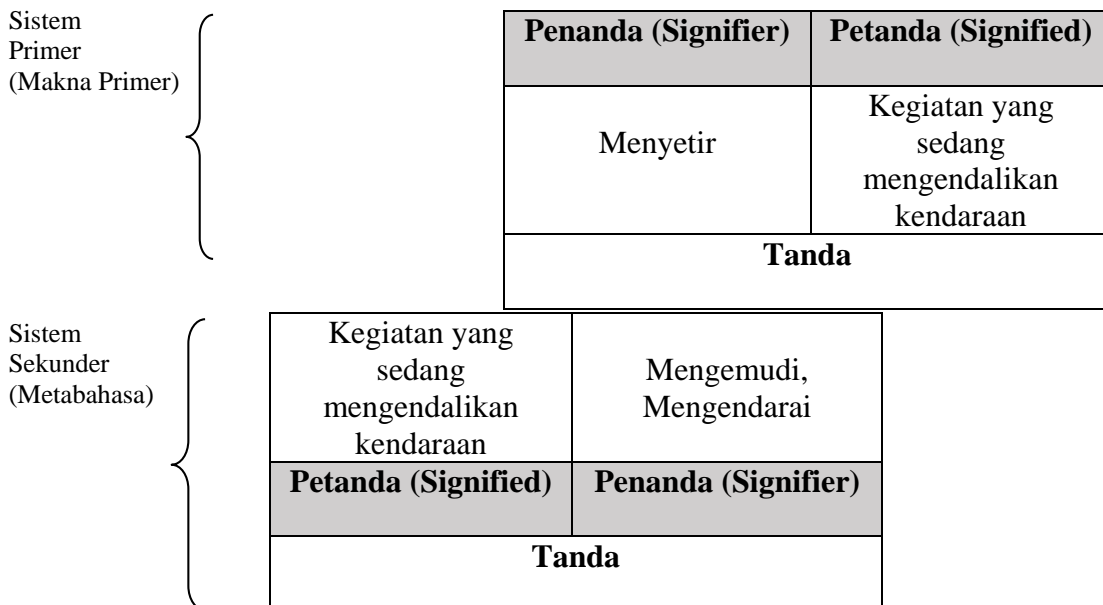 Sistem
Primer
(Makna Primer)
Penanda (Signifier) Petanda (Signified)
Menyetir
Kegiatan yang
sedang
mengendalikan
kendaraan
Tanda
Sistem
Sekunder
(Metabahasa)
Kegiatan yang
sedang
mengendalikan
kendaraan
Mengemudi,
Mengendarai
Petanda (Signified) Penanda (Signifier)
Tanda